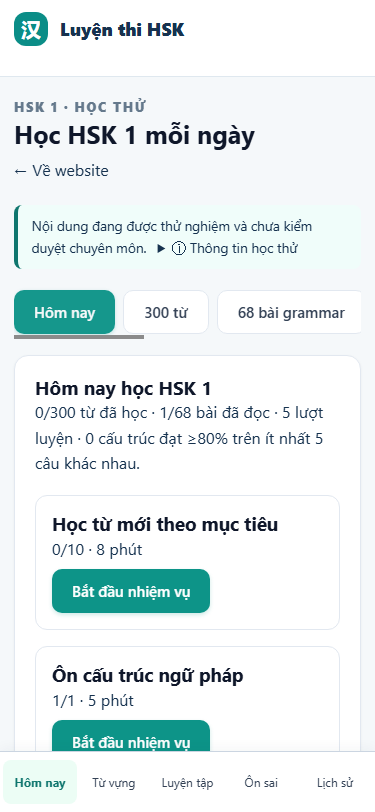 汉 Luyện thi HSK
HSK 1 · HỌC THỬ
Học HSK 1 mỗi ngày
← Về website
Nội dung đang được thử nghiệm và chưa kiểm
duyệt chuyên môn. ▶ ⓘ Thông tin học thử
Hôm nay 300 từ 68 bài grammar
Hôm nay học HSK 1
0/300 từ đã học · 1/68 bài đã đọc · 5 lượt
luyện · 0 cấu trúc đạt ≥80% trên ít nhất 5
câu khác nhau.
Học từ mới theo mục tiêu
0/10 · 8 phút
Bắt đầu nhiệm vụ
Ôn cấu trúc ngữ pháp
1/1 · 5 phút
Bắt đầu nhiệm vụ
Hôm nay Từ vựng Luyện tập Ôn sai Lịch sử